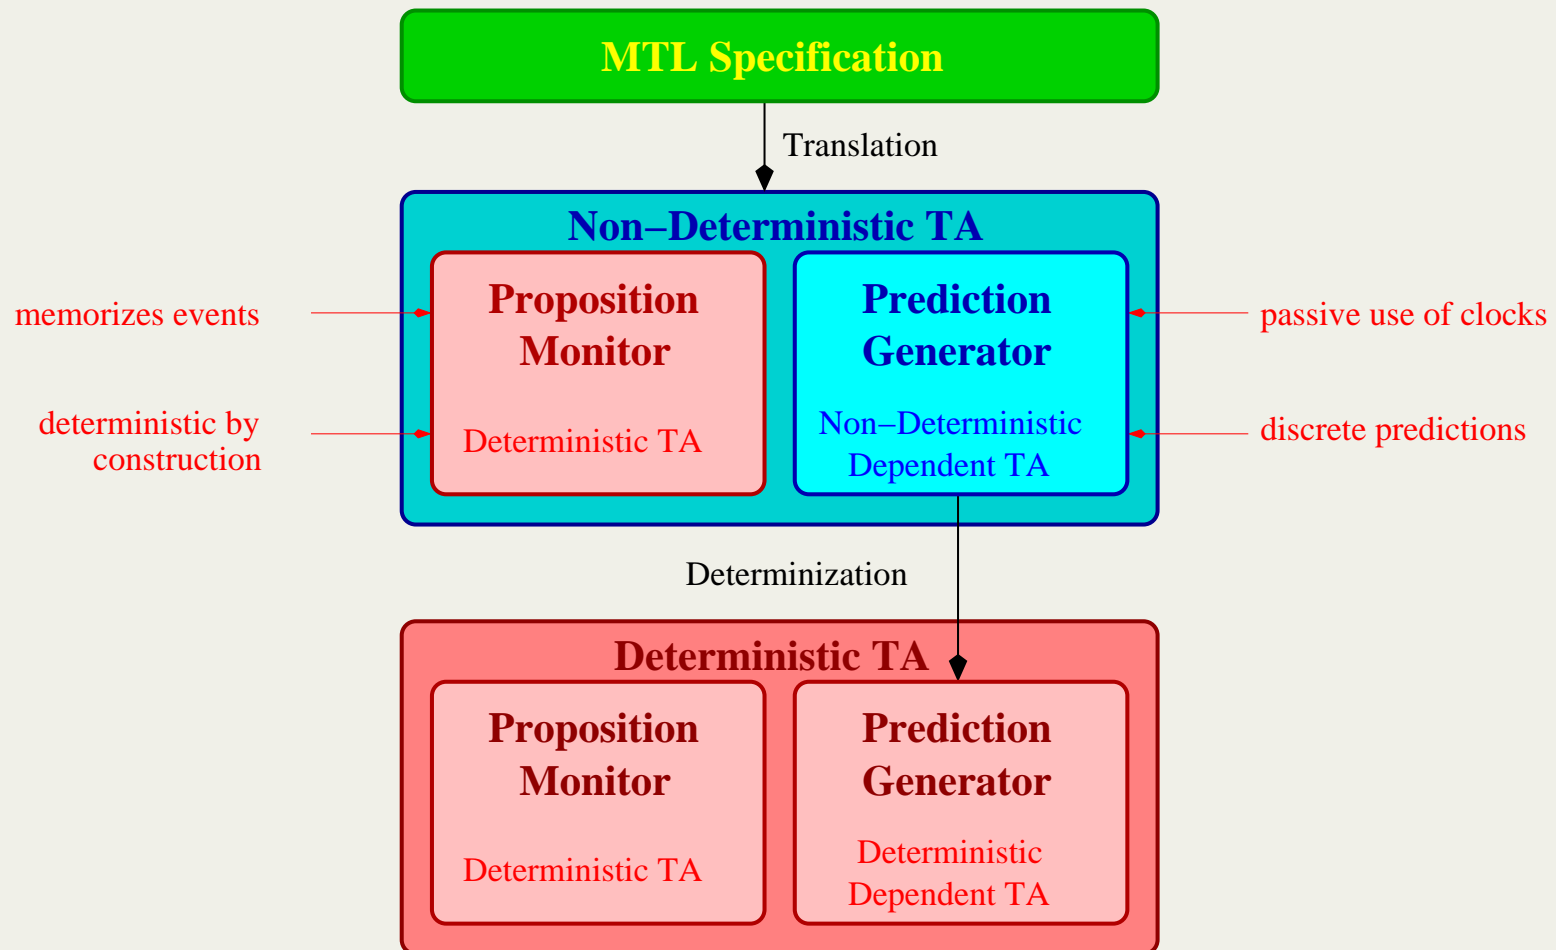 MTL Specification
Translation
Non−Deterministic TA
memorizes events
deterministic by
construction
Proposition
Monitor
Deterministic TA
Prediction
Generator
Non−Deterministic
Dependent TA
passive use of clocks
discrete predictions
Determinization
Deterministic TA
Proposition
Monitor
Deterministic TA
Prediction
Generator
Deterministic
Dependent TA